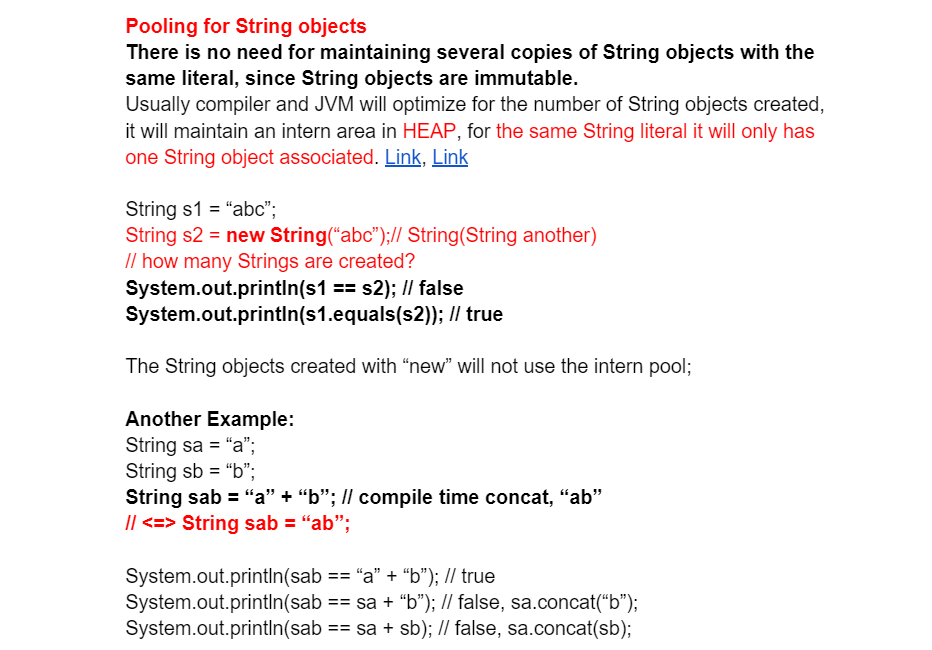 Pooling for String objects
There is no need for maintaining several copies of String objects with the
same literal, since String objects are immutable.
Usually compiler and JVM will optimize for the number of String objects created,
it will maintain an intern area in HEAP, for the same String literal it will only has
one String object associated. Link, Link
String s1 = “abc”;
String s2 = new String(“abc”);// String(String another)
// how many Strings are created?
System.out.println(s1 == s2); // false
System.out.println(s1.equals(s2)); // true
The String objects created with “new” will not use the intern pool;
Another Example:
String sa = “a”;
String sb = “b”;
String sab = “a” + “b”; // compile time concat, “ab”
// <=> String sab = “ab”;
System.out.println(sab == “a” + “b”); // true
System.out.println(sab == sa + “b”); // false, sa.concat(“b”);
System.out.println(sab == sa + sb); // false, sa.concat(sb);